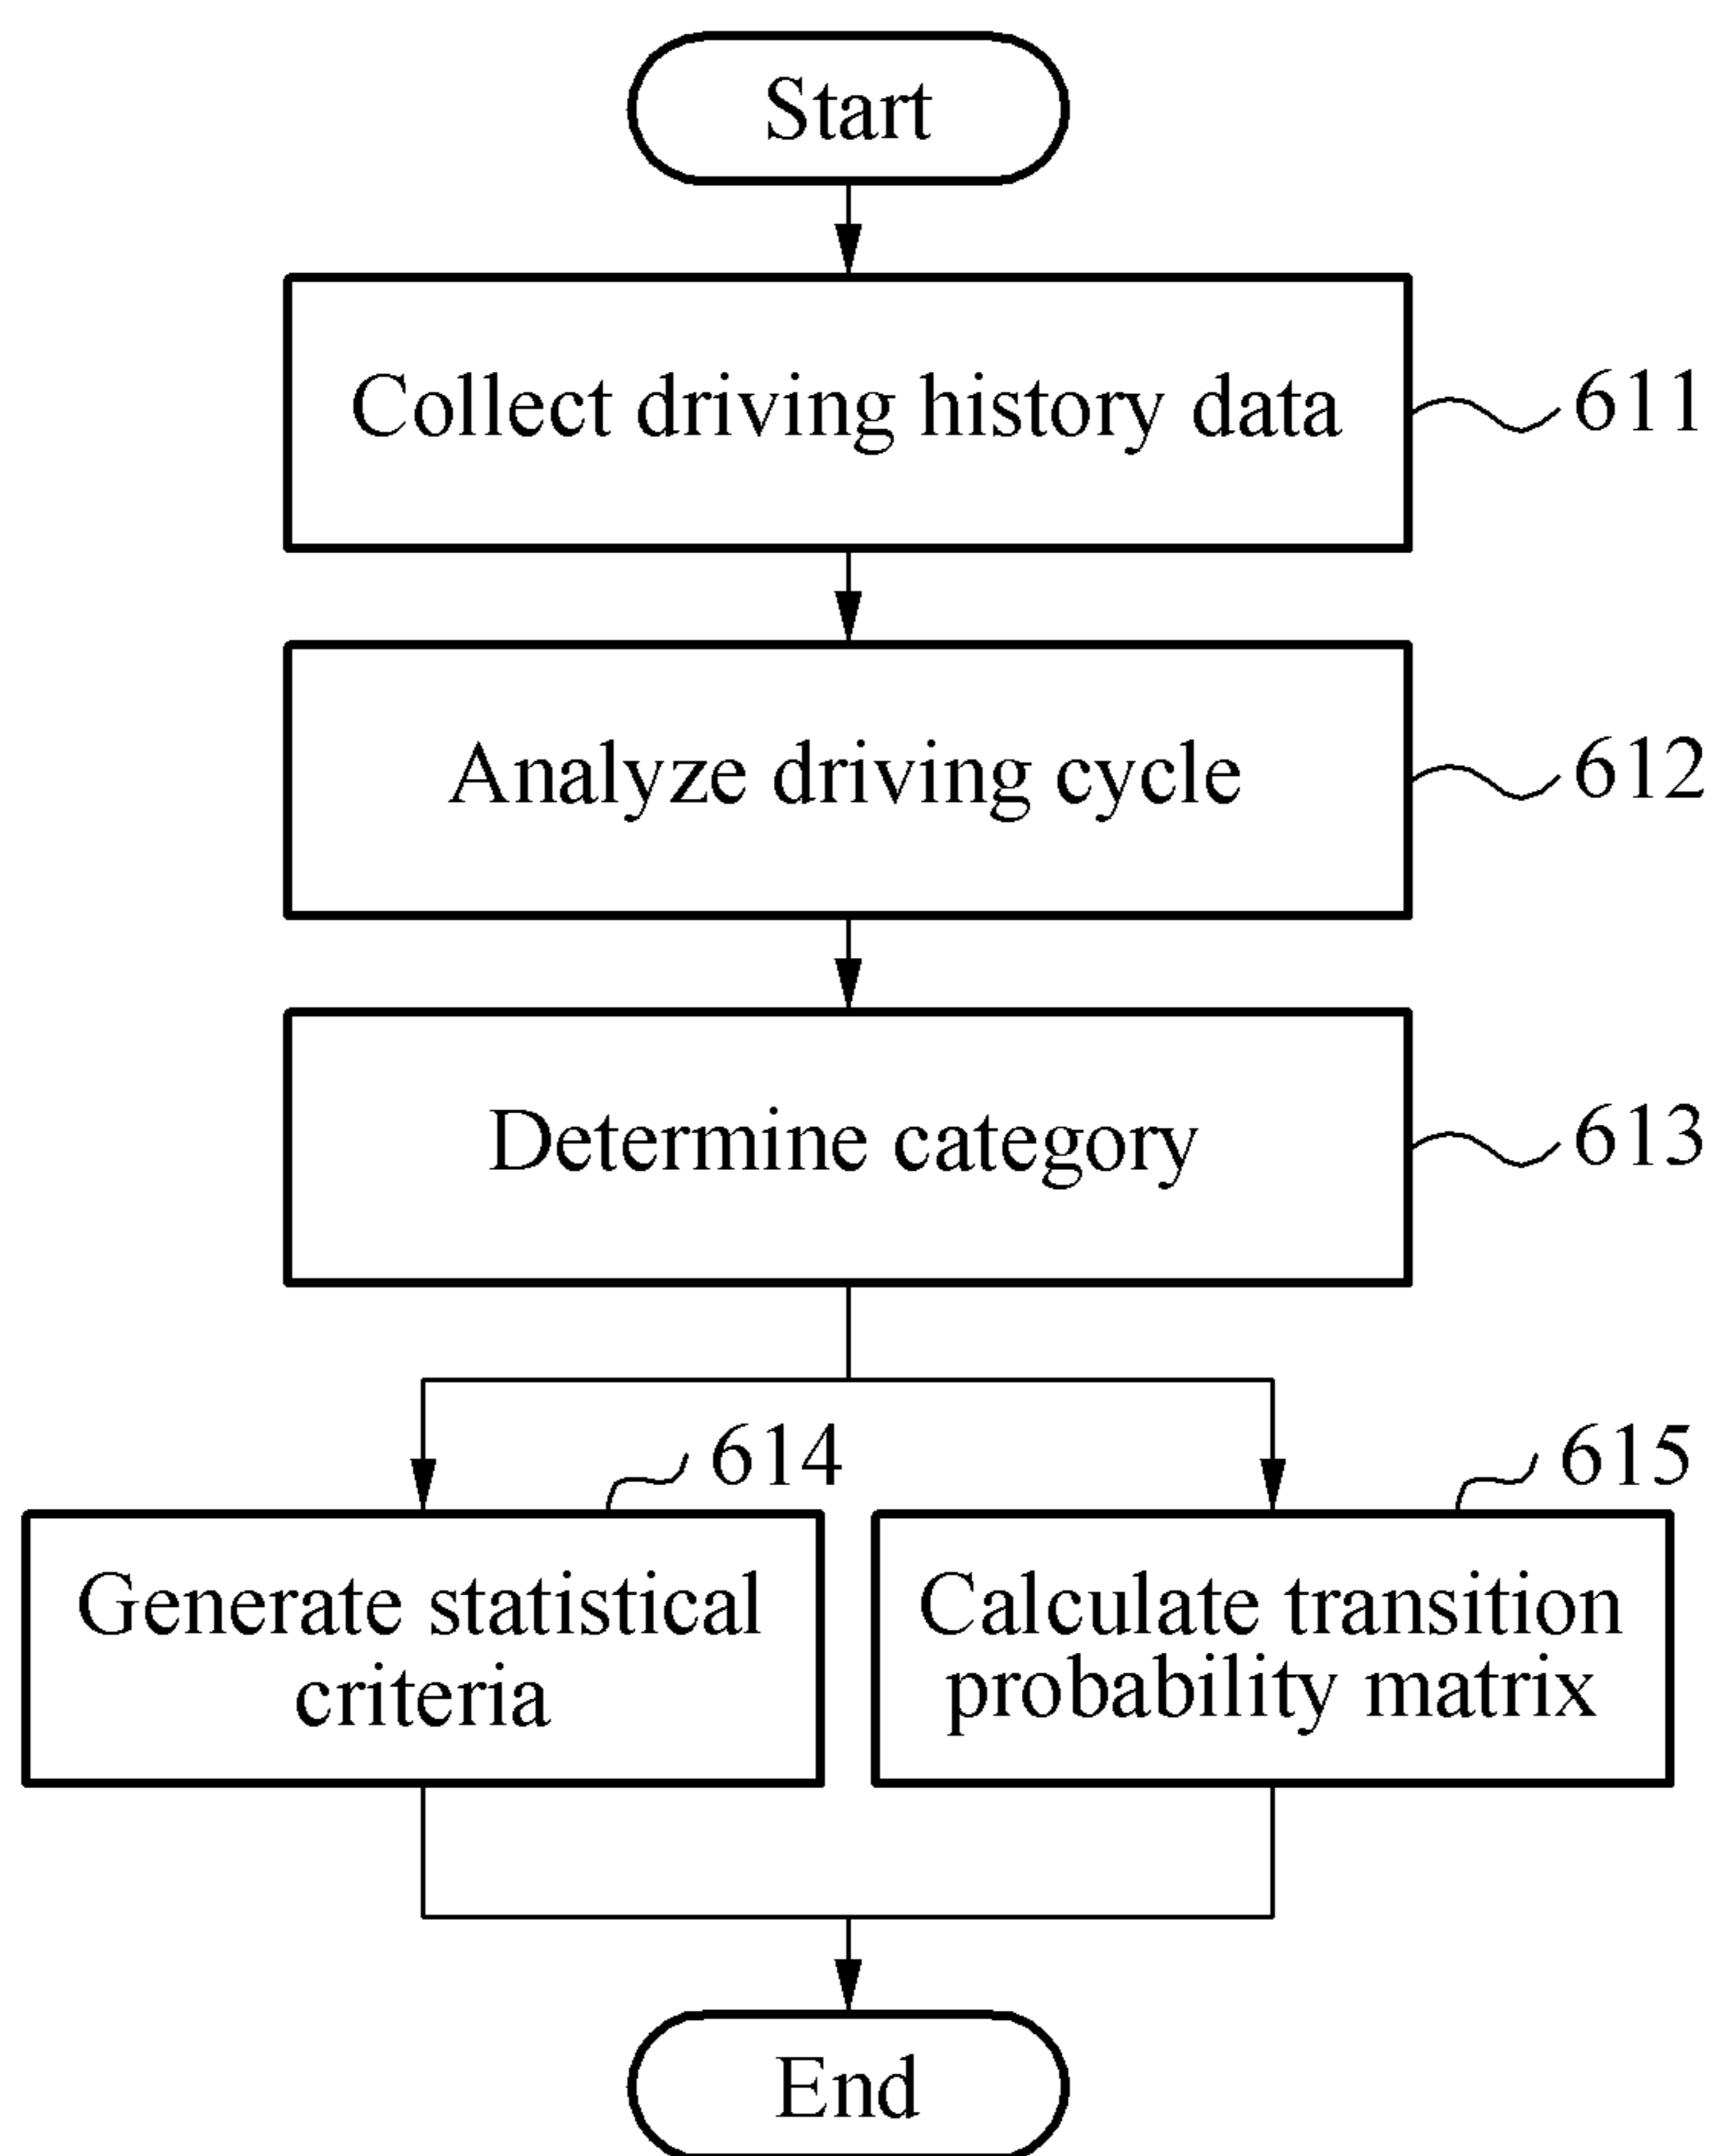 Start
Collect driving history data
611
Analyze driving cycle
612
Determine category
613
614
Generate statistical
criteria
615
Calculate transition
probability matrix
End